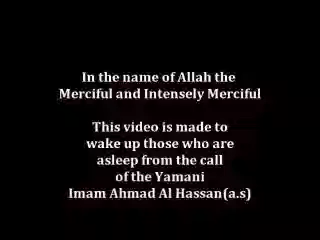 In the name of Allah the
Merciful and Intensely Merciful
This video is made to
wake up those who are
asleep from the call
of the Yamani
Imam Ahmad Al Hassan(a.s)